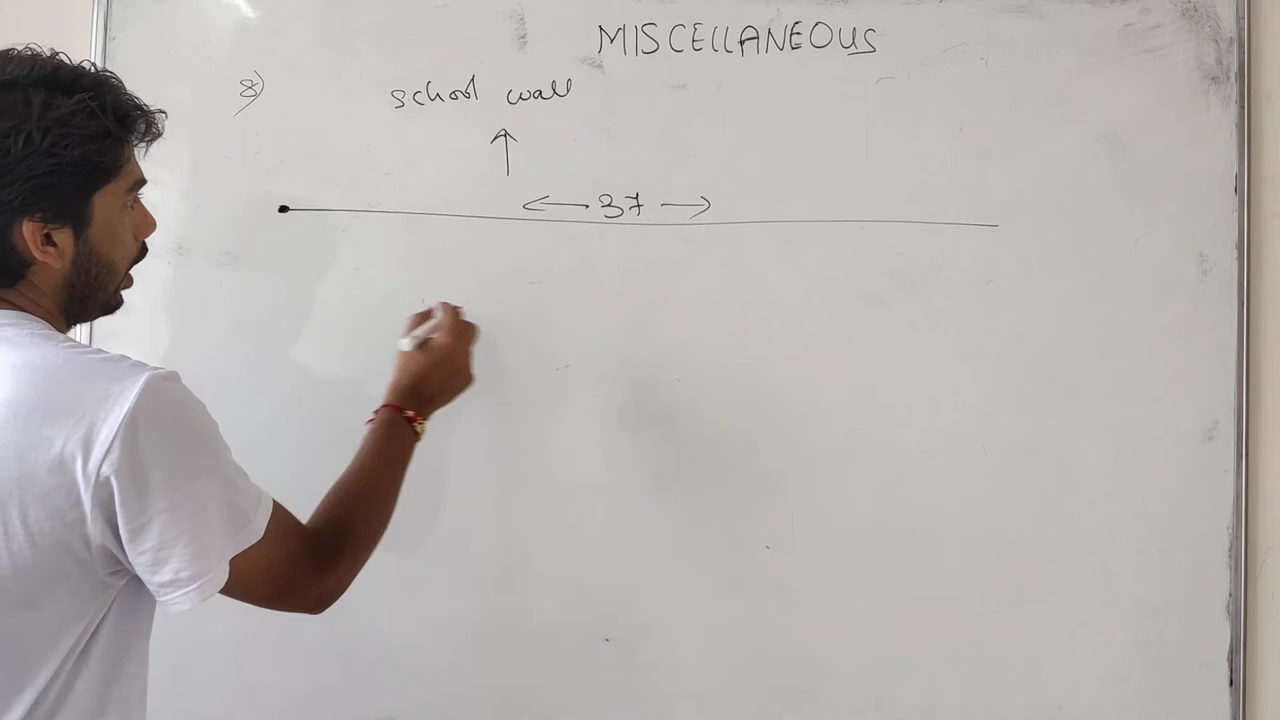 MISCELLANEOUS
8)
school wall
↑
← 37 →